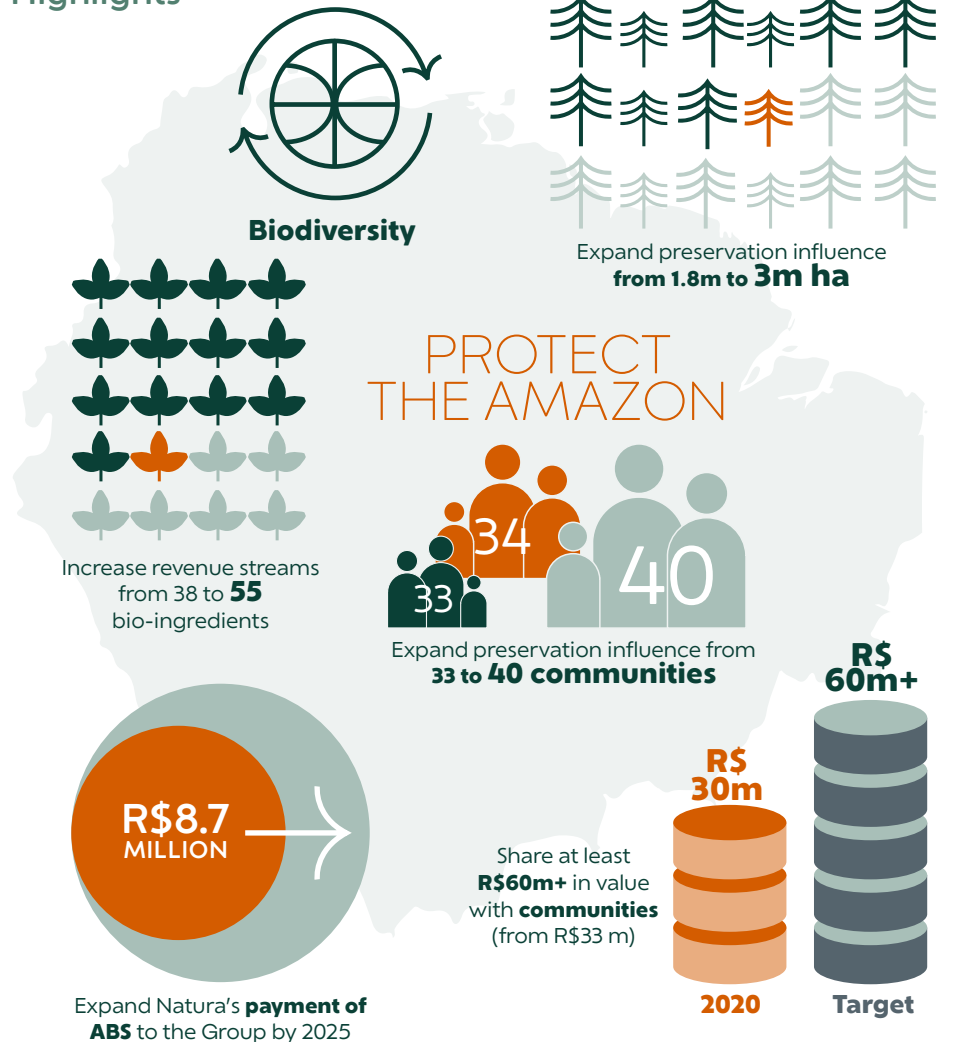 Highlights
Biodiversity
Expand preservation influence
from 1.8m to 3m ha
PROTECT
THE AMAZON
Increase revenue streams
from 38 to 55
bio-ingredients
33
34
40
Expand preservation influence from
33 to 40 communities
R$8.7
MILLION
Expand Natura's payment of
ABS to the Group by 2025
Share at least
R$60m+ in value
with communities
(from R$33 m)
R$
30m
2020
R$
60m+
Target